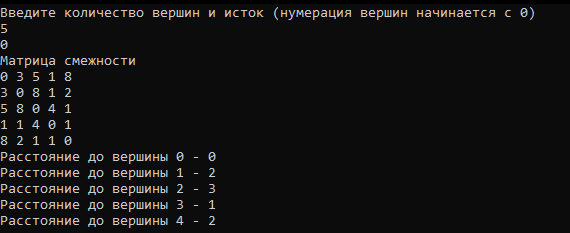 Введите количество вершин и исток (нумерация вершин начинается с 0)
5
0
Матрица смежности
0 3 5 1 8
3 0 8 1 2
5 8 0 4 1
1 1 4 0 1
8 2 1 1 0
Расстояние до вершины 0 - 0
Расстояние до вершины 1 - 2
Расстояние до вершины 2 - 3
Расстояние до вершины 3 - 1
Расстояние до вершины 4 - 2